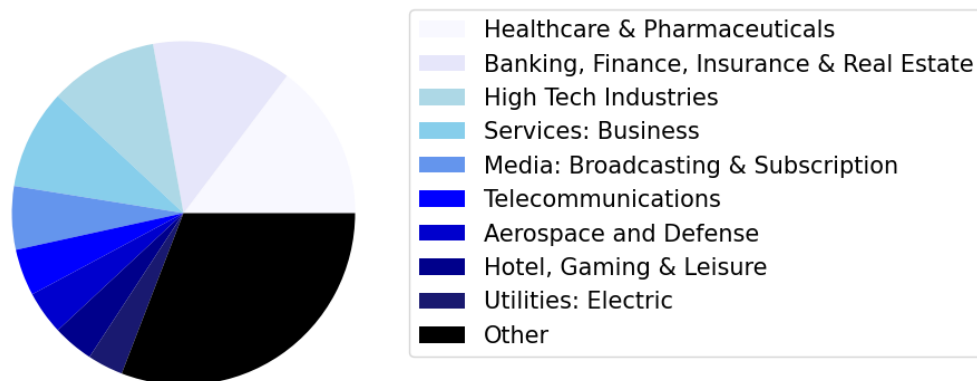 Healthcare & Pharmaceuticals
Banking, Finance, Insurance & Real Estate
High Tech Industries
Services: Business
Media: Broadcasting & Subscription
Telecommunications
Aerospace and Defense
Hotel, Gaming & Leisure
Utilities: Electric
Other